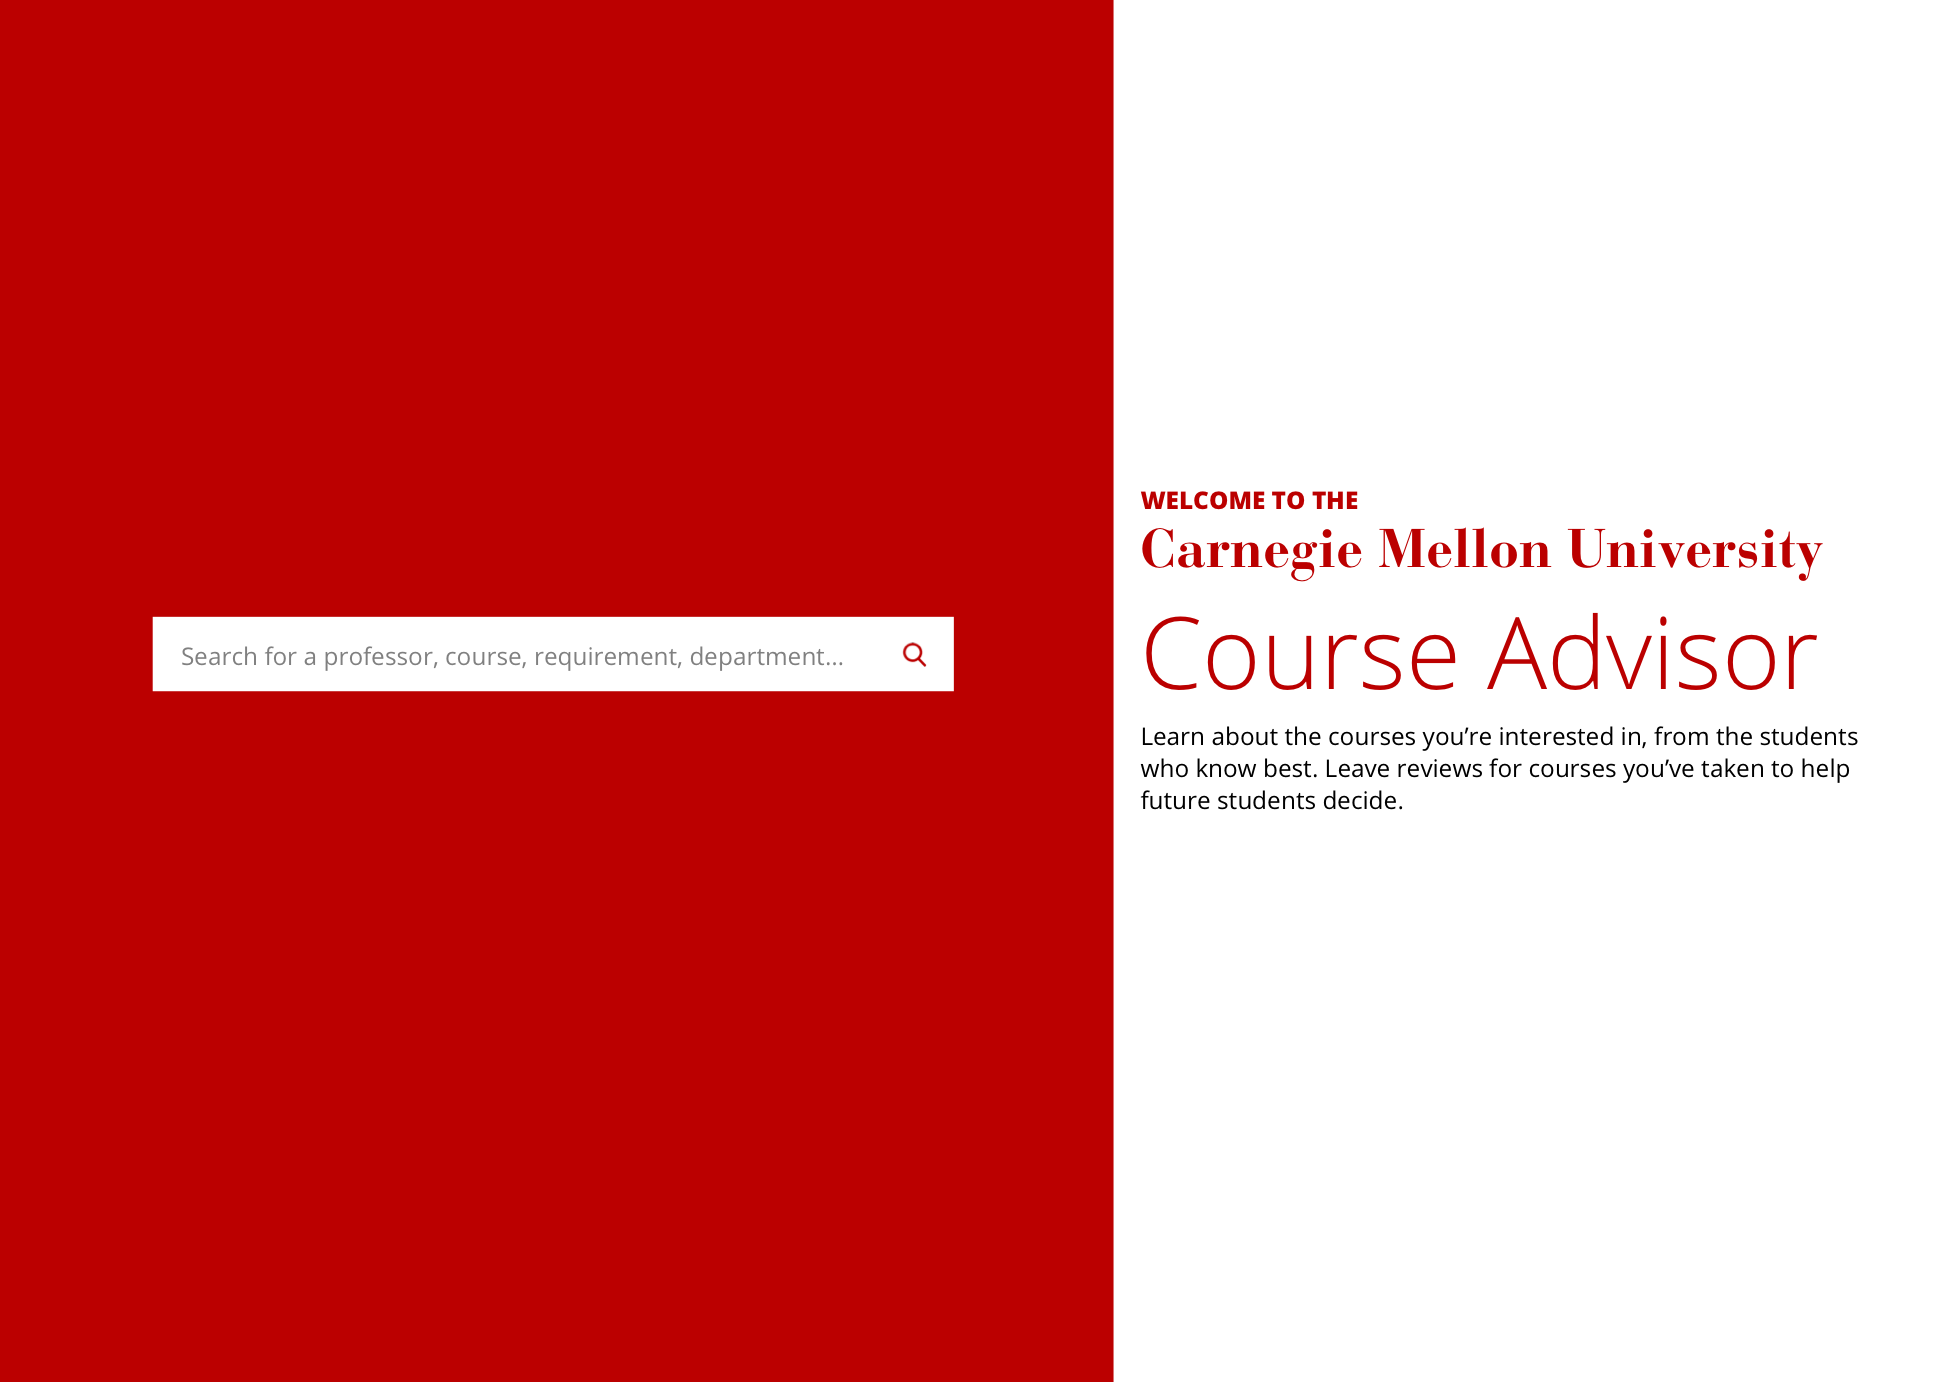 Search for a professor, course, requirement, department...
WELCOME TO THE
Carnegie Mellon University
Course Advisor
Learn about the courses you’re interested in, from the students
who know best. Leave reviews for courses you’ve taken to help
future students decide.